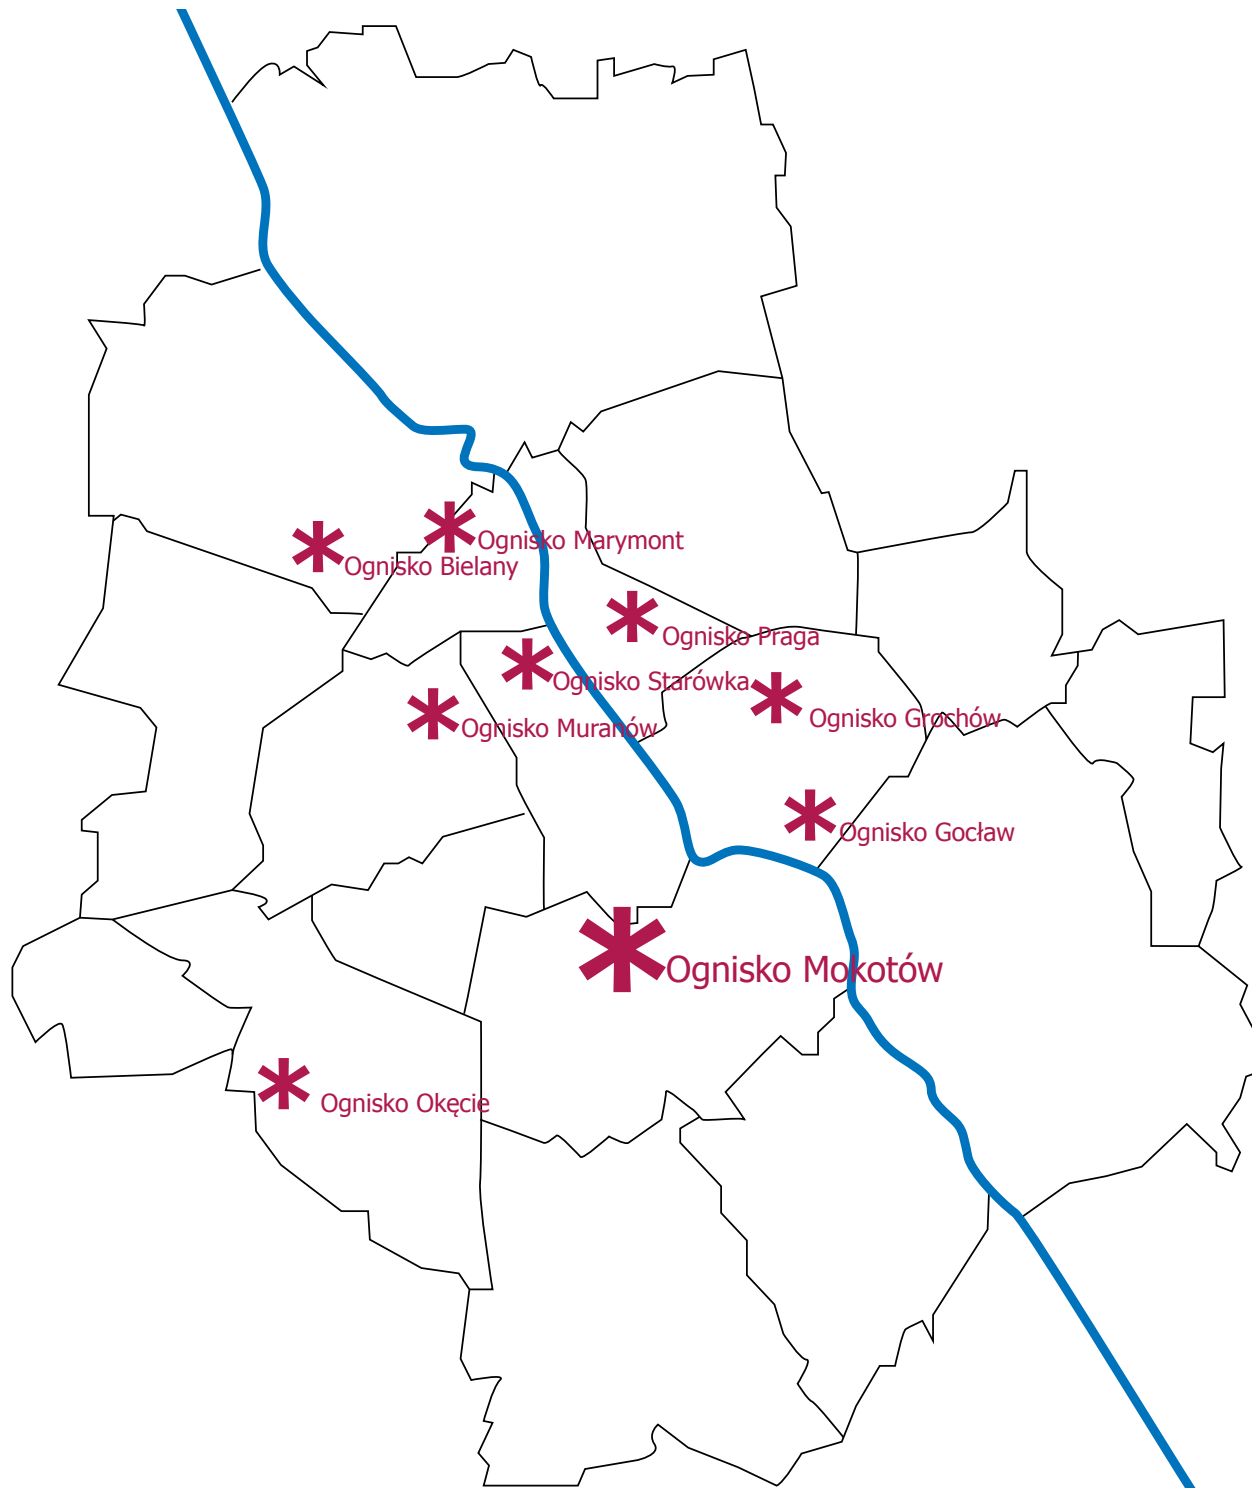 Ognisko Marymont
Ognisko Bielany
Ognisko Praga
Ognisko Starówka
Ognisko Grochów
Ognisko Muranów
Ognisko Gocław
Ognisko Mokotów
Ognisko Okęcie